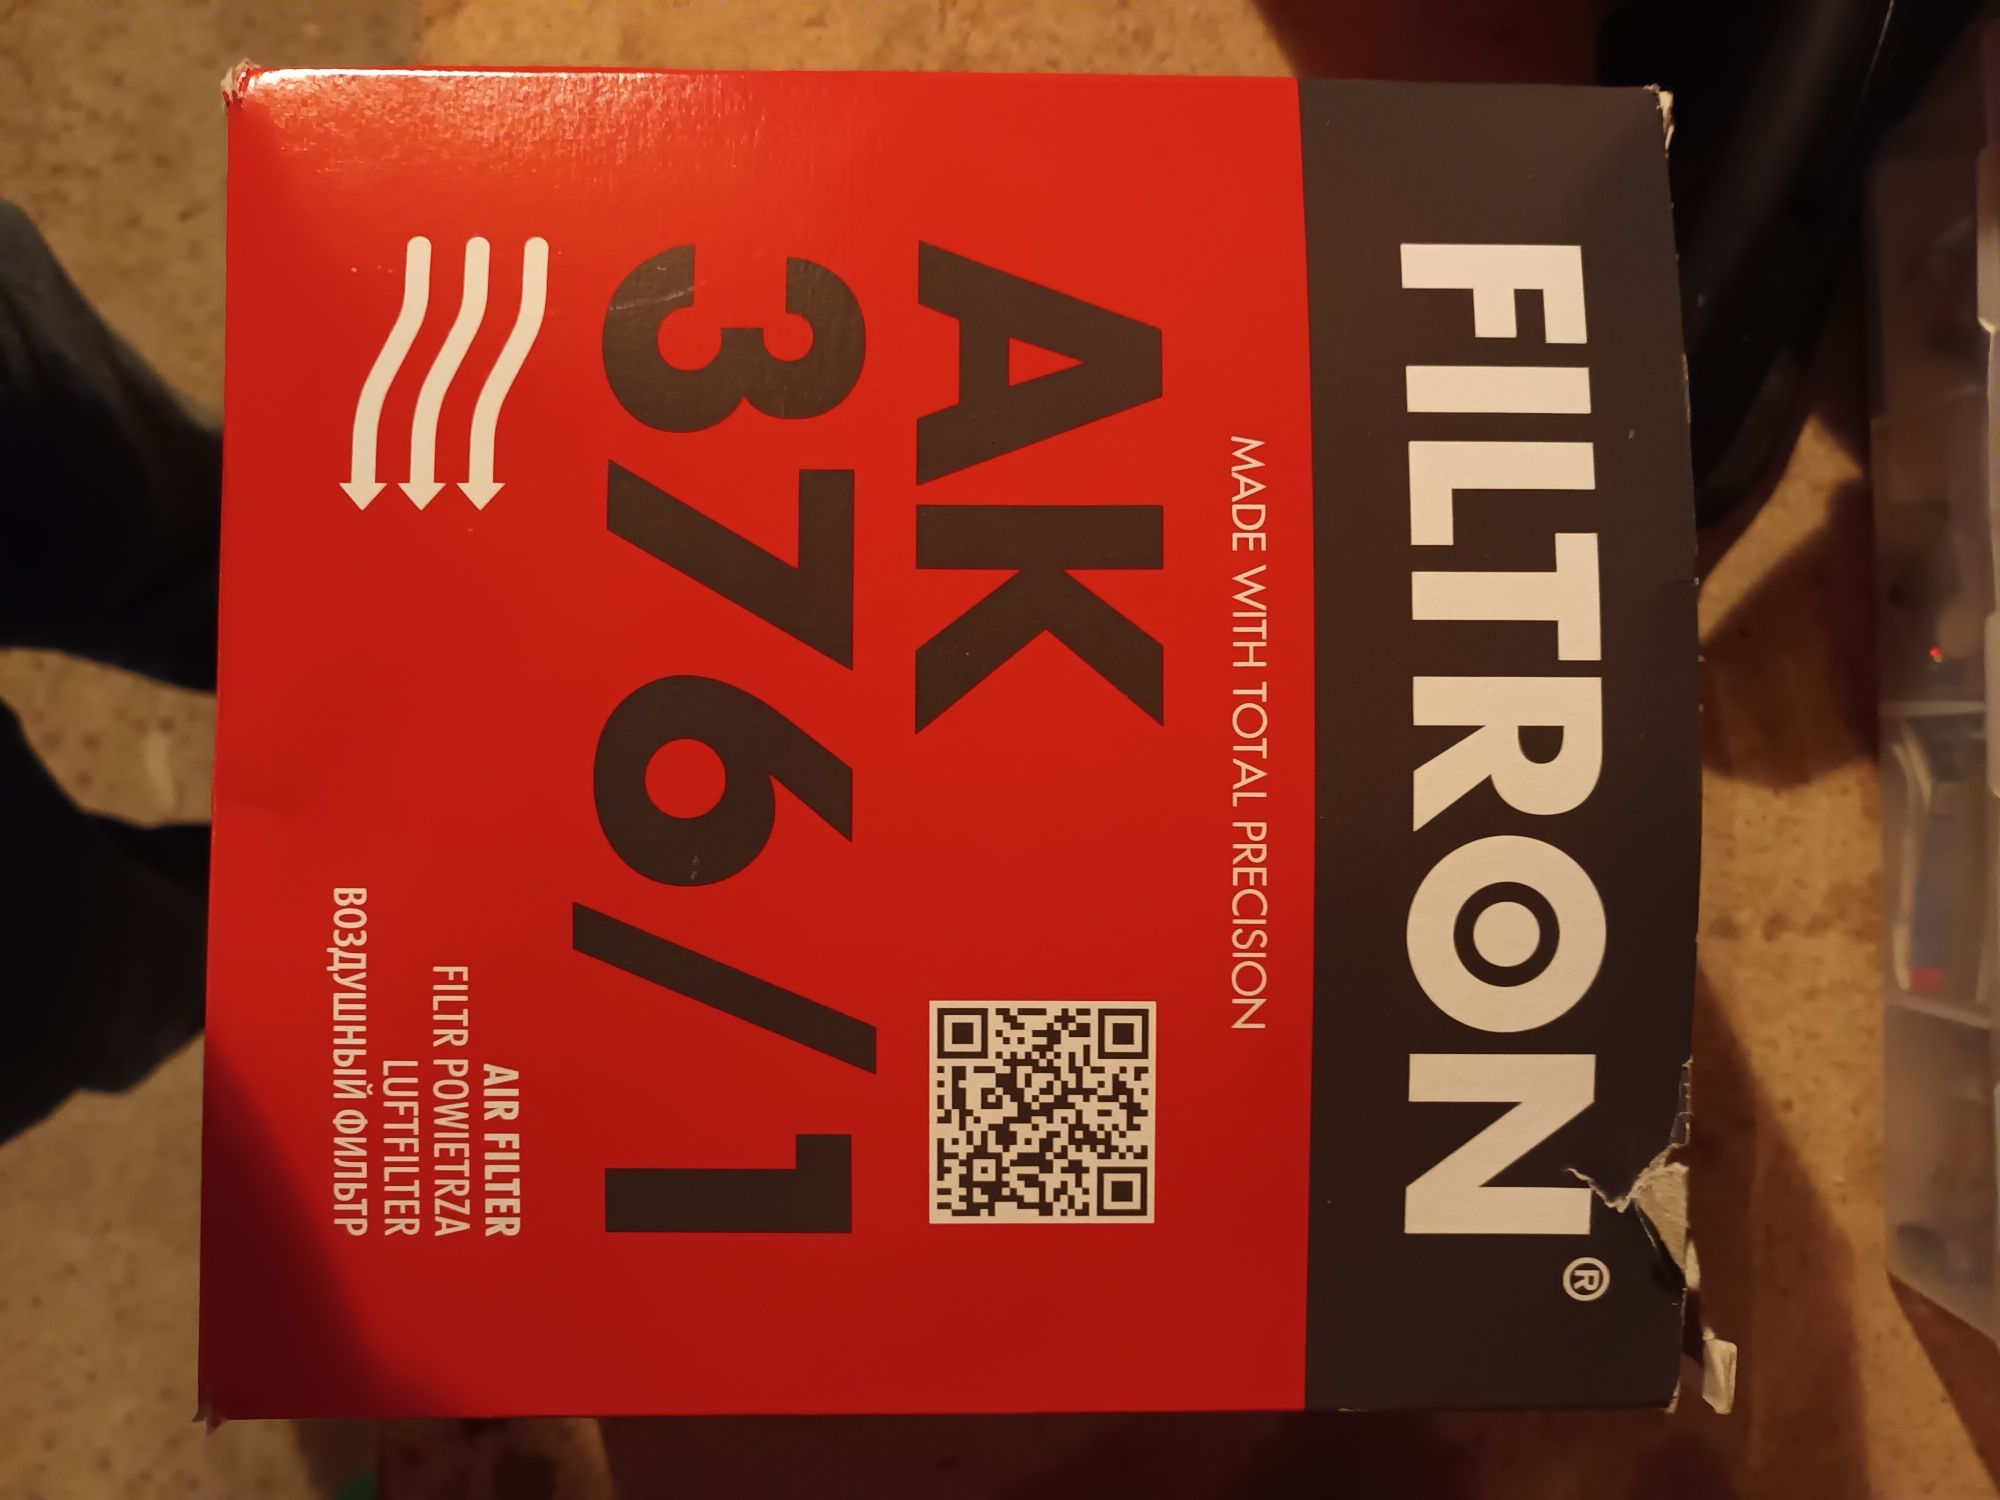 FILTRON®
MADE WITH TOTAL PRECISION
AK
376/1
AIR FILTER
FILTR POWIETRZA
LUFTFILTER
ВОЗДУШНЫЙ ФИЛЬТР